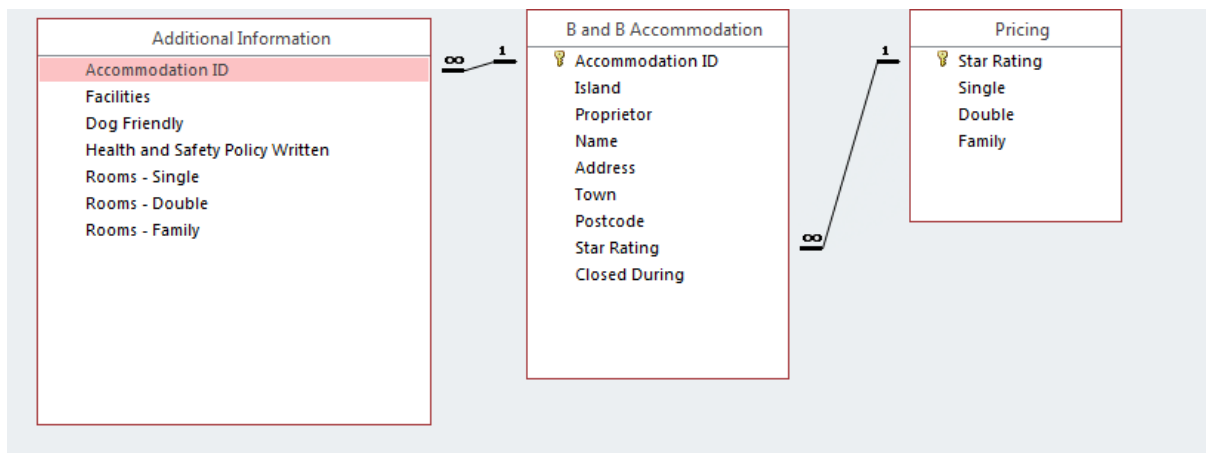 Additional Information
Accommodation ID
Facilities
Dog Friendly
Health and Safety Policy Written
Rooms - Single
Rooms - Double
Rooms - Family
∞
1
B and B Accommodation
Accommodation ID
Island
Proprietor
Name
Address
Town
Postcode
Star Rating
Closed During
∞
1
Pricing
Star Rating
Single
Double
Family